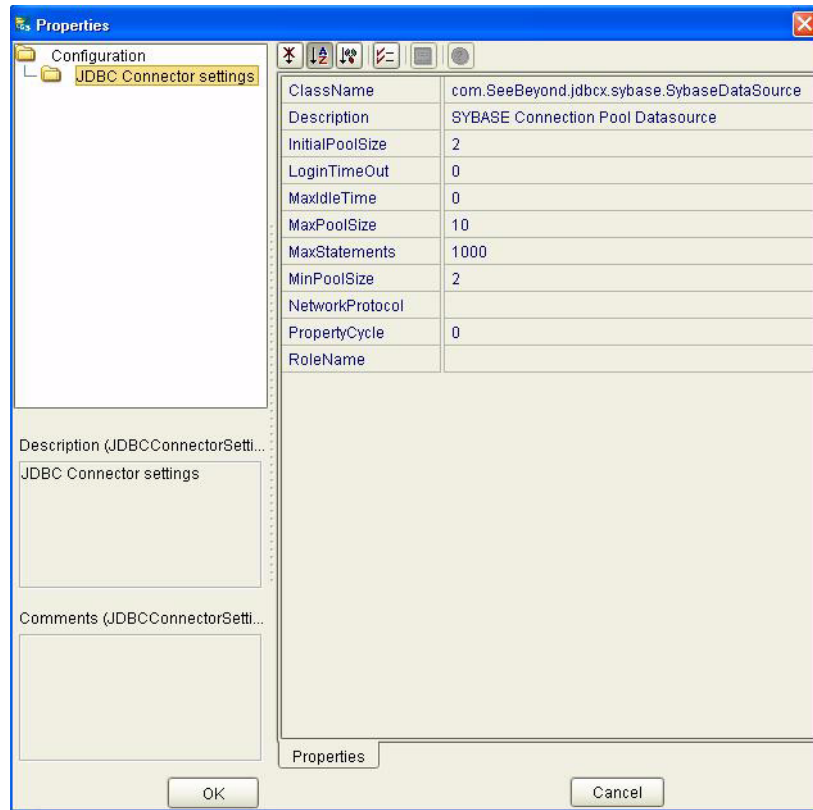 Properties
Configuration
JDBC Connector settings
ClassName com.SeeBeyond.jdbcx.sybase.SybaseDataSource
Description SYBASE Connection Pool Datasource
InitialPoolSize 2
LoginTimeOut 0
MaxIdleTime 0
MaxPoolSize 10
MaxStatements 1000
MinPoolSize 2
NetworkProtocol
PropertyCycle 0
RoleName
Description (JDBCConnectorSetti...
JDBC Connector settings
Comments (JDBCConnectorSetti...
Properties
OK Cancel